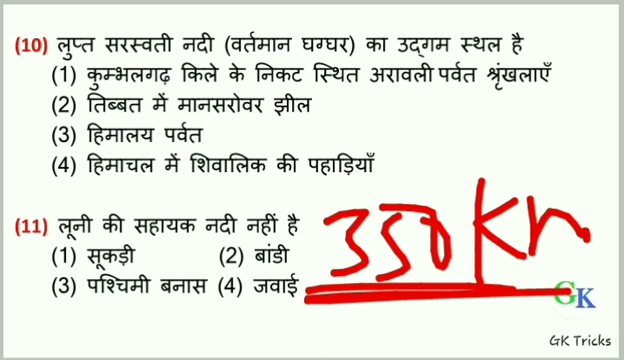 (10) लुप्त सरस्वती नदी (वर्तमान घग्घर) का उद्‌गम स्थल है
(1) कुम्भलगढ़ किले के निकट स्थित अरावली पर्वत श्रृंखलाएँ
(2) तिब्बत में मानसरोवर झील
(3) हिमालय पर्वत
(4) हिमाचल में शिवालिक की पहाड़ियाँ
(11) लूनी की सहायक नदी नहीं है
(1) सूकड़ी (2) बांडी
(3) पश्चिमी बनास (4) जवाई
350 Km
GK
GK Tricks